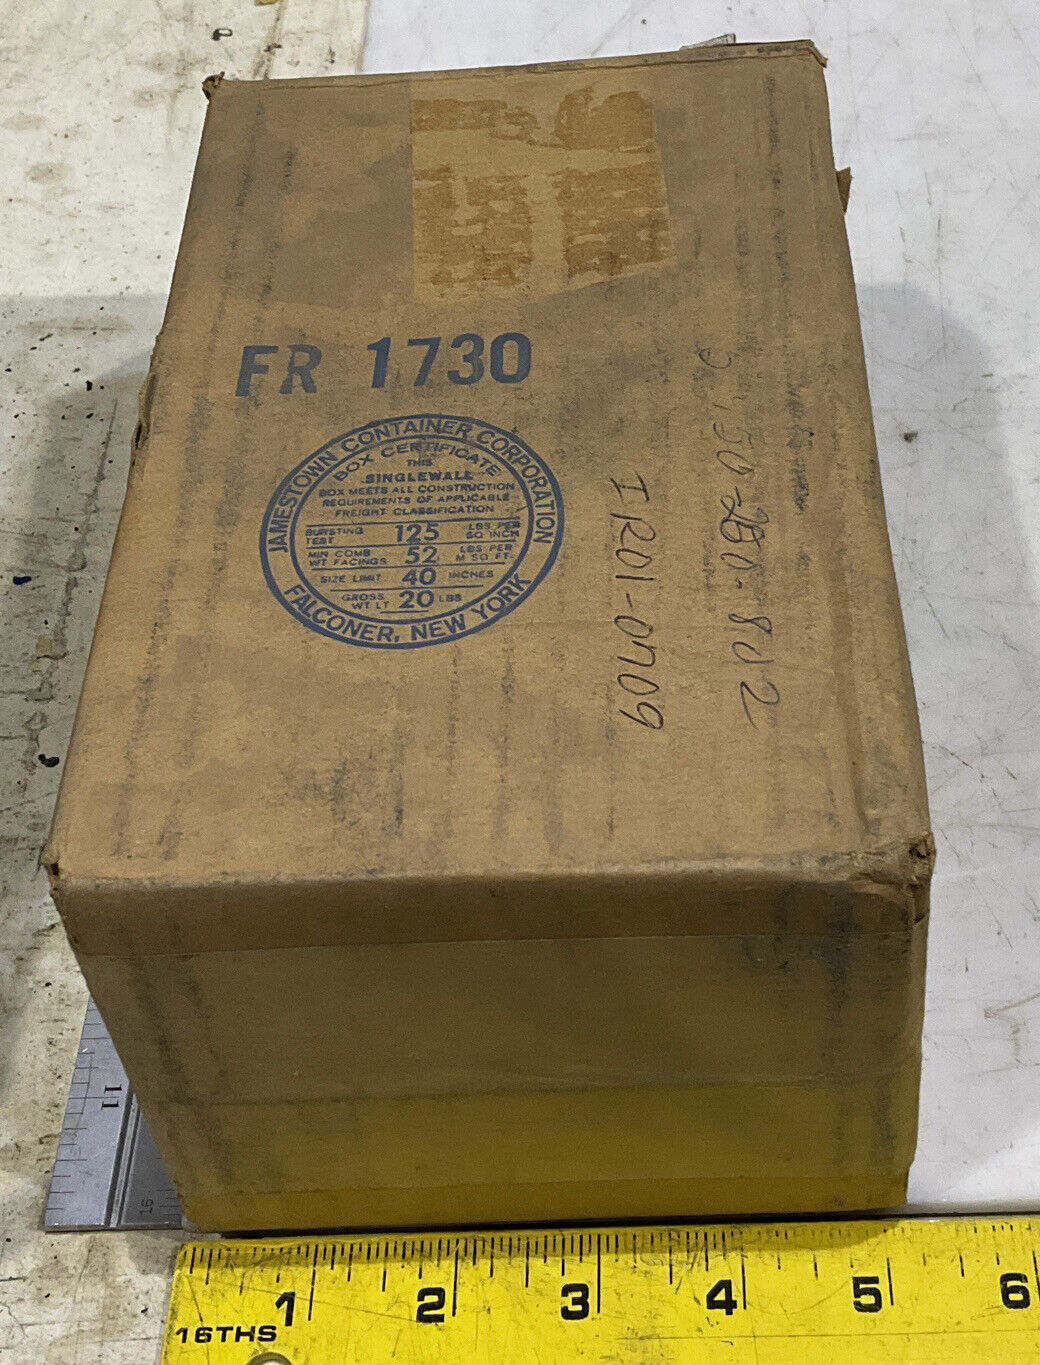 FR 1730
JAMESTOWN CONTAINER CORPORATION
BOX CERTIFICATE
THIS
SINGLEWALL
BOX MEETS ALL CONSTRUCTION
REQUIREMENTS OF APPLICABLE
FREIGHT CLASSIFICATION
BURSTING TEST 125 LBS PER SQ INCH
MIN COMB WT FACINGS 52 LBS PER M SQ FT
SIZE LIMIT 40 INCHES
GROSS WT LT 20 LBS
FALCONER, NEW YORK
IR01-0709
11
16
1 2 3 4 5 6
16THS